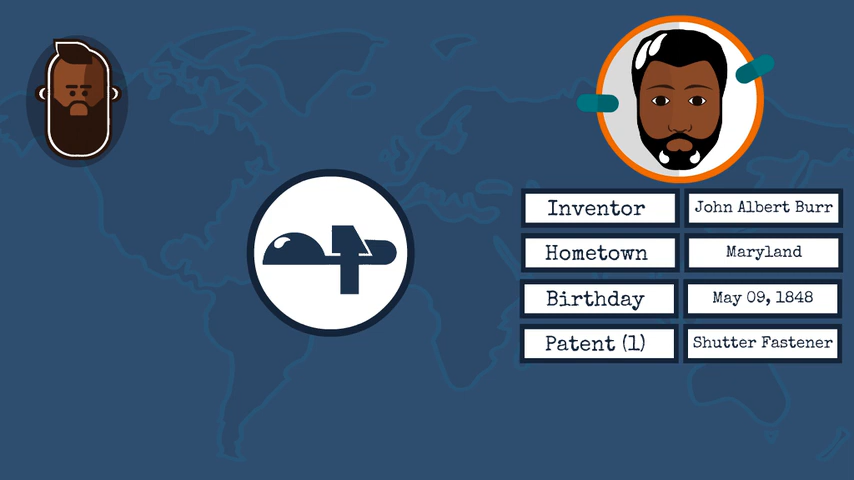 Inventor John Albert Burr
Hometown Maryland
Birthday May 09, 1848
Patent (1) Shutter Fastener